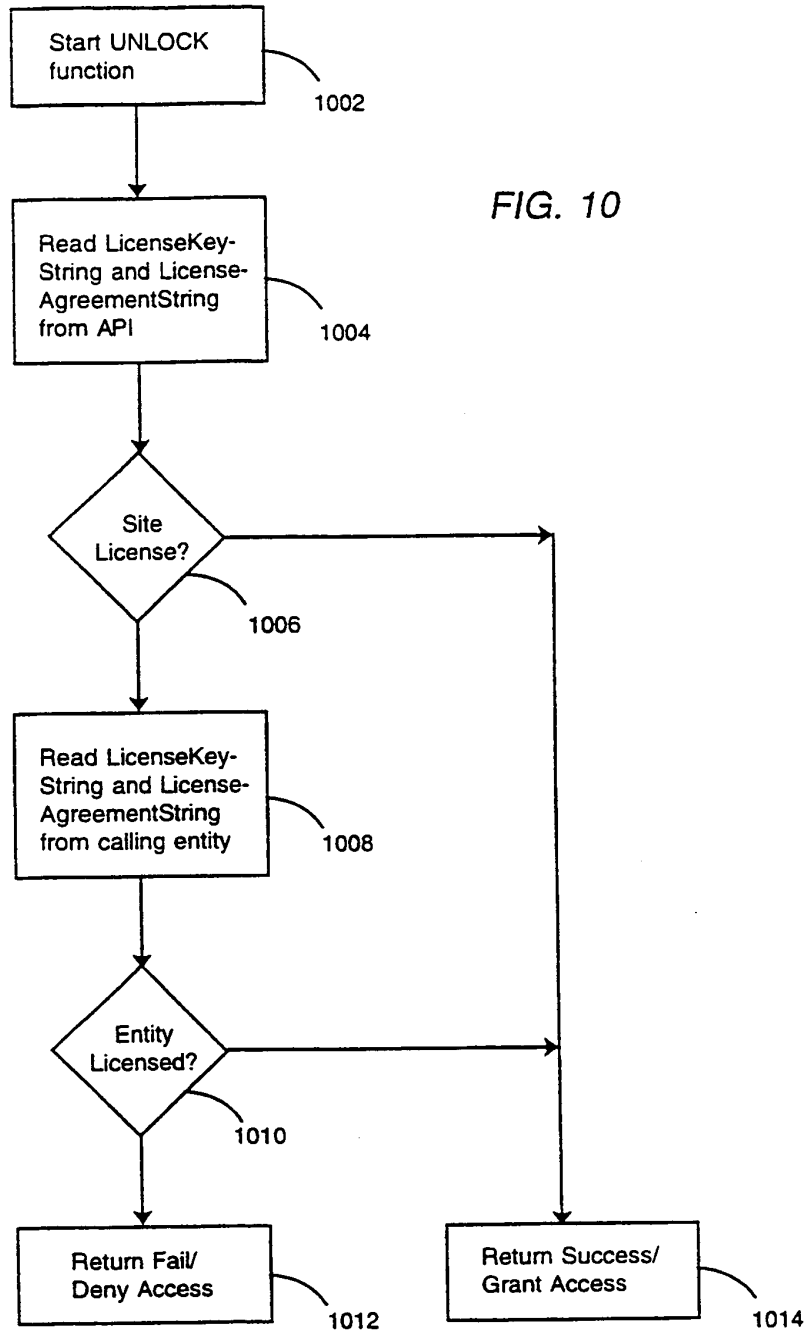 Start UNLOCK
function
1002
FIG. 10
Read LicenseKey-
String and License-
AgreementString
from API
1004
Site
License?
1006
Read LicenseKey-
String and License-
AgreementString
from calling entity
1008
Entity
Licensed?
1010
Return Fail/
Deny Access
1012
Return Success/
Grant Access
1014